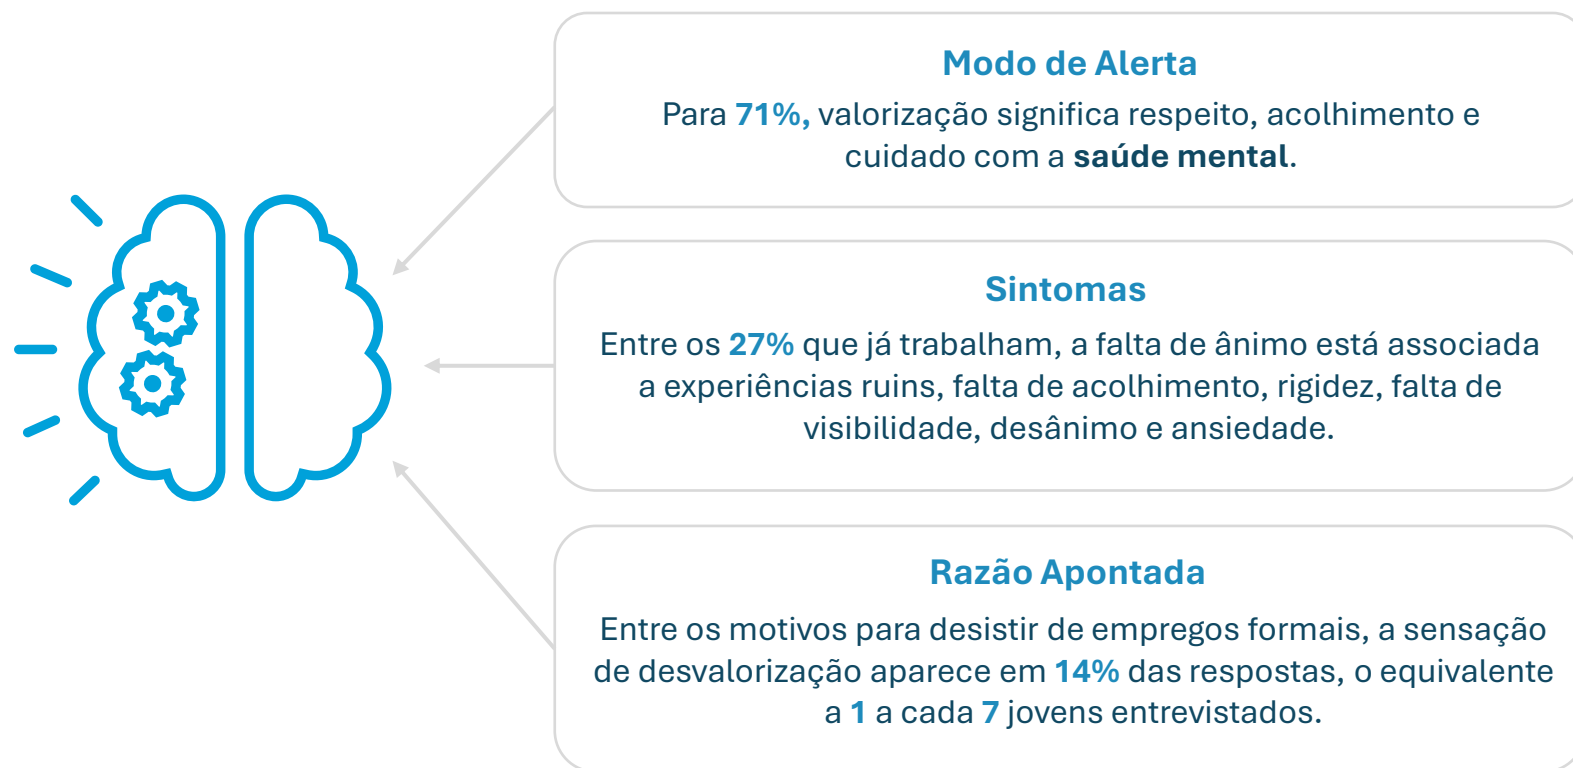 Modo de Alerta
Para 71%, valorização significa respeito, acolhimento e
cuidado com a saúde mental.
Sintomas
Entre os 27% que já trabalham, a falta de ânimo está associada
a experiências ruins, falta de acolhimento, rigidez, falta de
visibilidade, desânimo e ansiedade.
Razão Apontada
Entre os motivos para desistir de empregos formais, a sensação
de desvalorização aparece em 14% das respostas, o equivalente
a 1 a cada 7 jovens entrevistados.